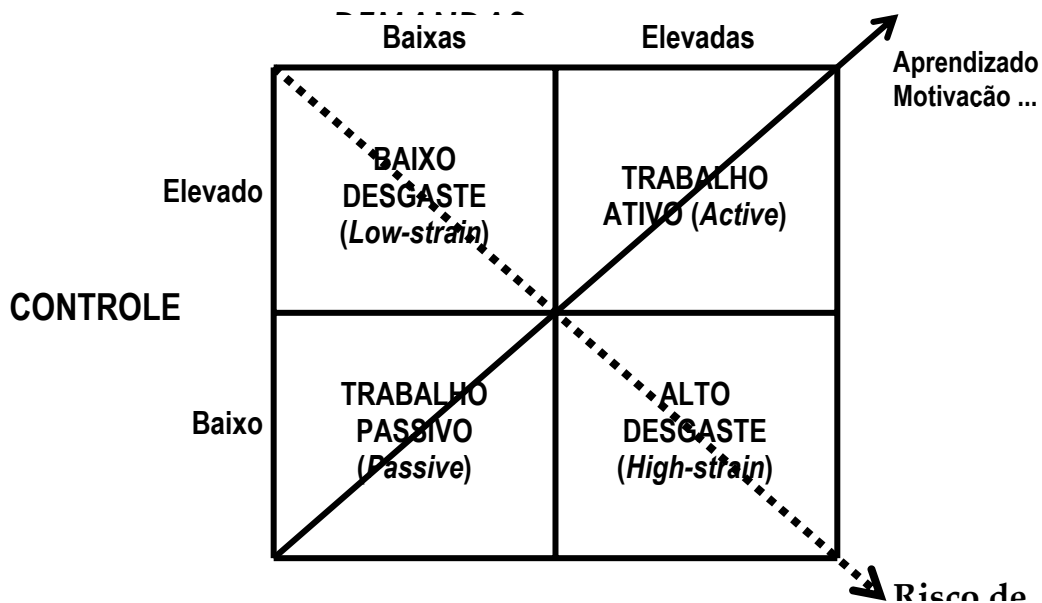 Baixas Elevadas
Aprendizado
Motivacão ...
Elevado
BAIXO
DESGASTE
(Low-strain)
TRABALHO
ATIVO (Active)
CONTROLE
Baixo
TRABALHO
PASSIVO
(Passive)
ALTO
DESGASTE
(High-strain)
Risco de